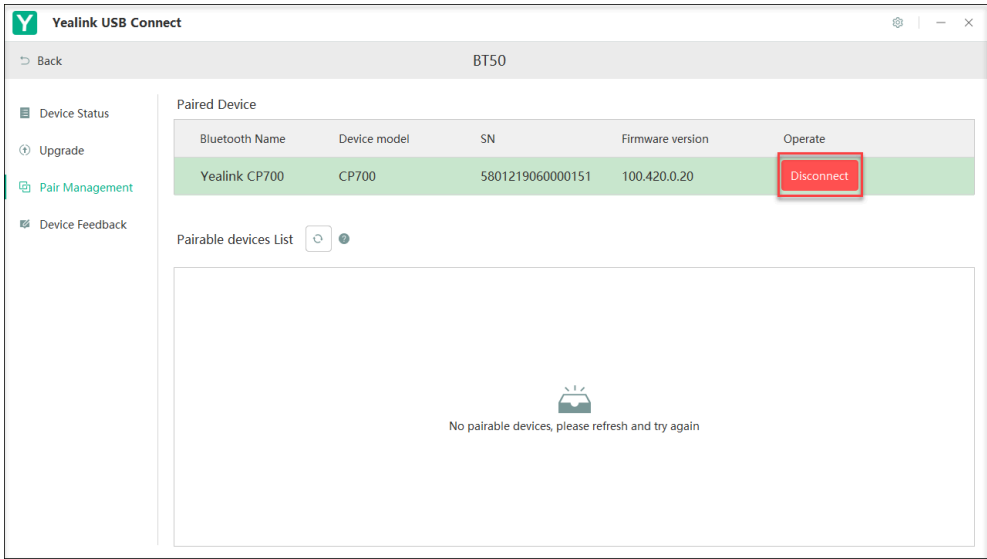 Y Yealink USB Connect
Back BT50
Device Status
Upgrade
Pair Management
Device Feedback
Paired Device
Bluetooth Name Device model SN Firmware version Operate
Yealink CP700 CP700 5801219060000151 100.420.0.20 Disconnect
Pairable devices List ?
No pairable devices, please refresh and try again